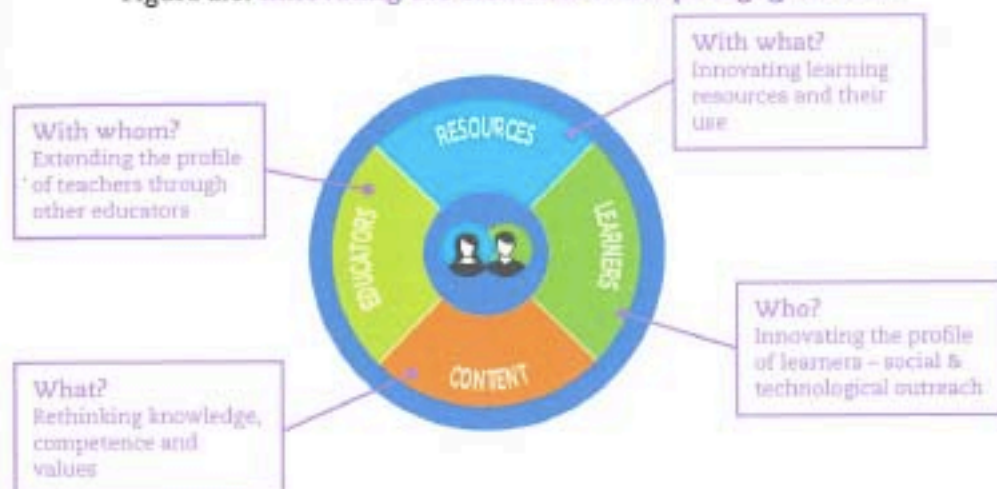 With what?
Innovating learning
resources and their
use
With whom?
Extending the profile
of teachers through
other educators
RESOURCES
EDUCATORS
LEARNERS
CONTENT
Who?
Innovating the profile
of learners – social &
technological outreach
What?
Rethinking knowledge,
competence and
values